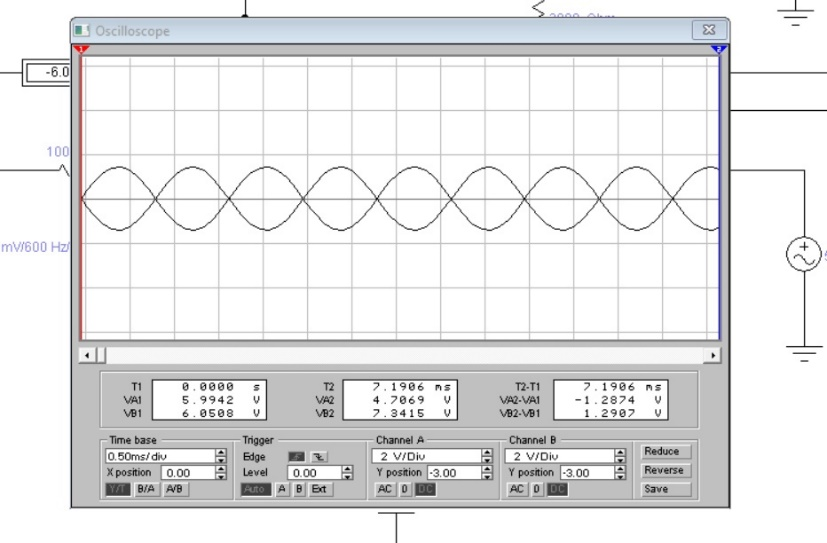 Oscilloscope
1
2
-6.0
100
mV/600 Hz/
T1 0.0000 s
VA1 5.9942 V
VB1 6.0508 V
T2 7.1906 ms
VA2 4.7069 V
VB2 7.3415 V
T2-T1 7.1906 ms
VA2-VA1 -1.2874 V
VB2-VB1 1.2907 V
Time base
0.50ms/div
X position 0.00
Y/T B/A A/B
Trigger
Edge
Level 0.00
Auto A B Ext
Channel A
2 V/Div
Y position -3.00
AC 0 DC
Channel B
2 V/Div
Y position -3.00
AC 0 DC
Reduce
Reverse
Save